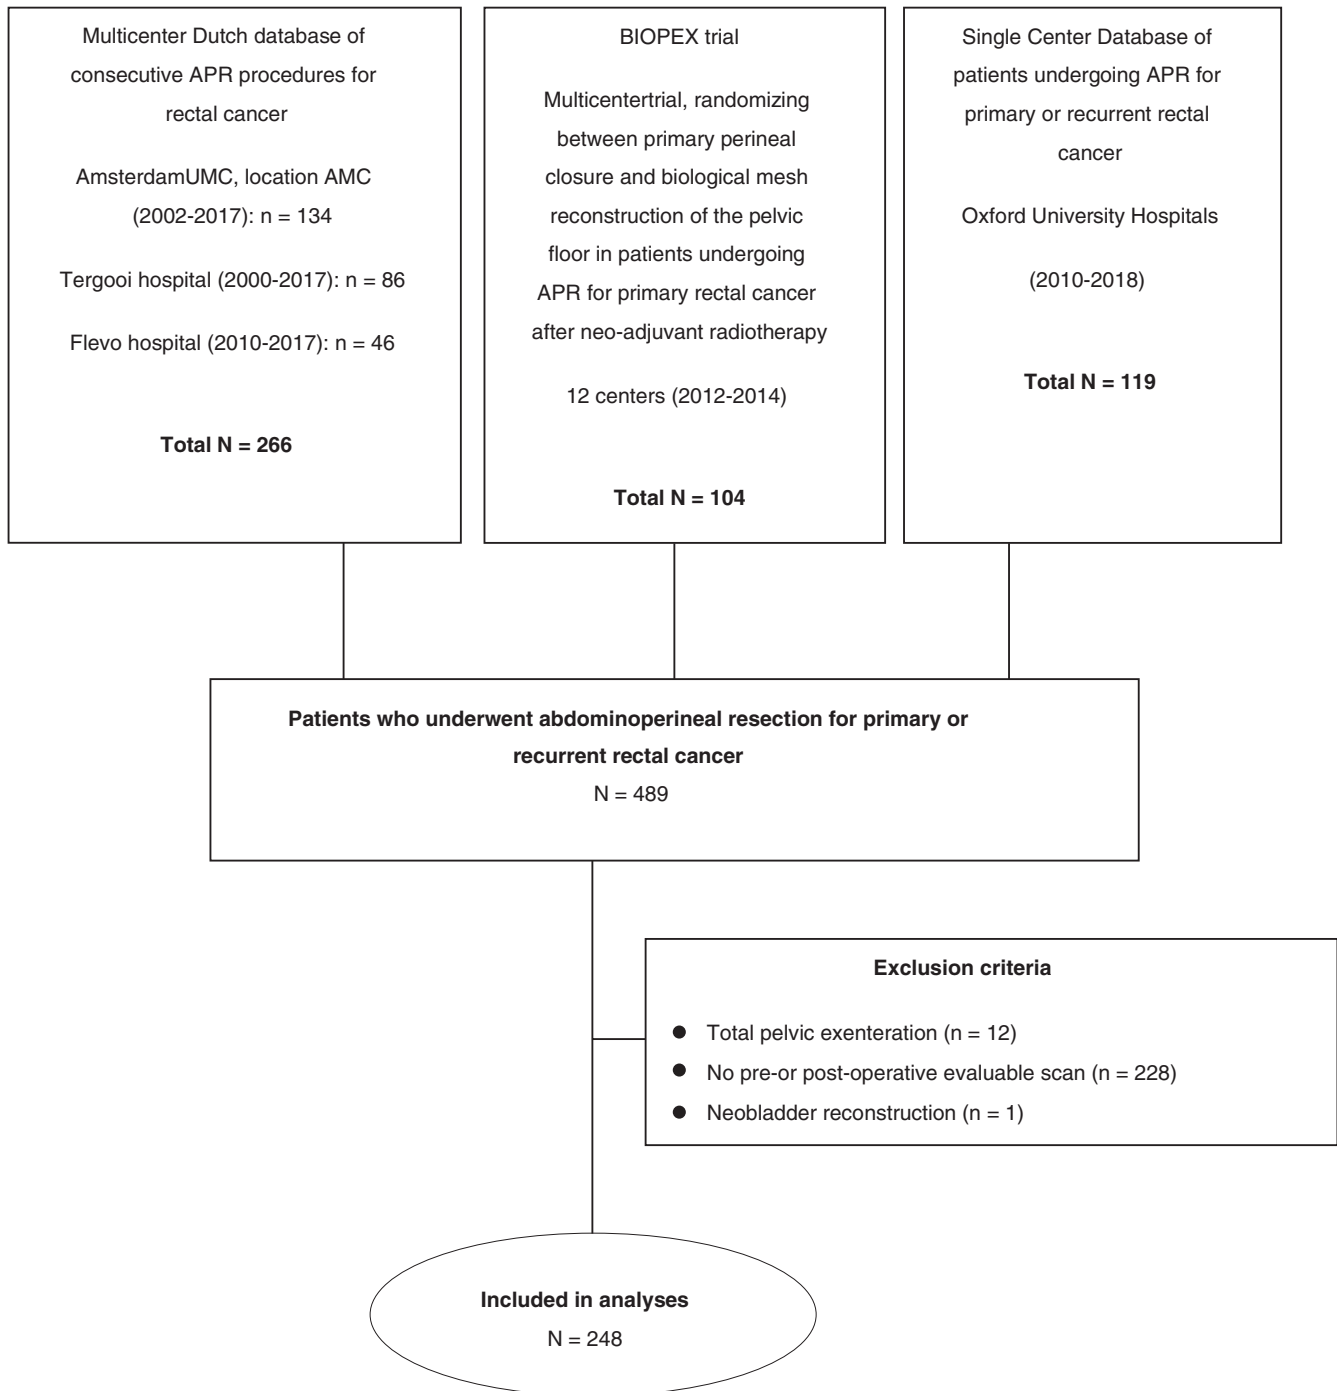 Multicenter Dutch database of
consecutive APR procedures for
rectal cancer
AmsterdamUMC, location AMC
(2002-2017): n = 134
Tergooi hospital (2000-2017): n = 86
Flevo hospital (2010-2017): n = 46
Total N = 266
BIOPEX trial
Multicentertrial, randomizing
between primary perineal
closure and biological mesh
reconstruction of the pelvic
floor in patients undergoing
APR for primary rectal cancer
after neo-adjuvant radiotherapy
12 centers (2012-2014)
Total N = 104
Single Center Database of
patients undergoing APR for
primary or recurrent rectal
cancer
Oxford University Hospitals
(2010-2018)
Total N = 119
Patients who underwent abdominoperineal resection for primary or
recurrent rectal cancer
N = 489
Exclusion criteria
● Total pelvic exenteration (n = 12)
● No pre-or post-operative evaluable scan (n = 228)
● Neobladder reconstruction (n = 1)
Included in analyses
N = 248